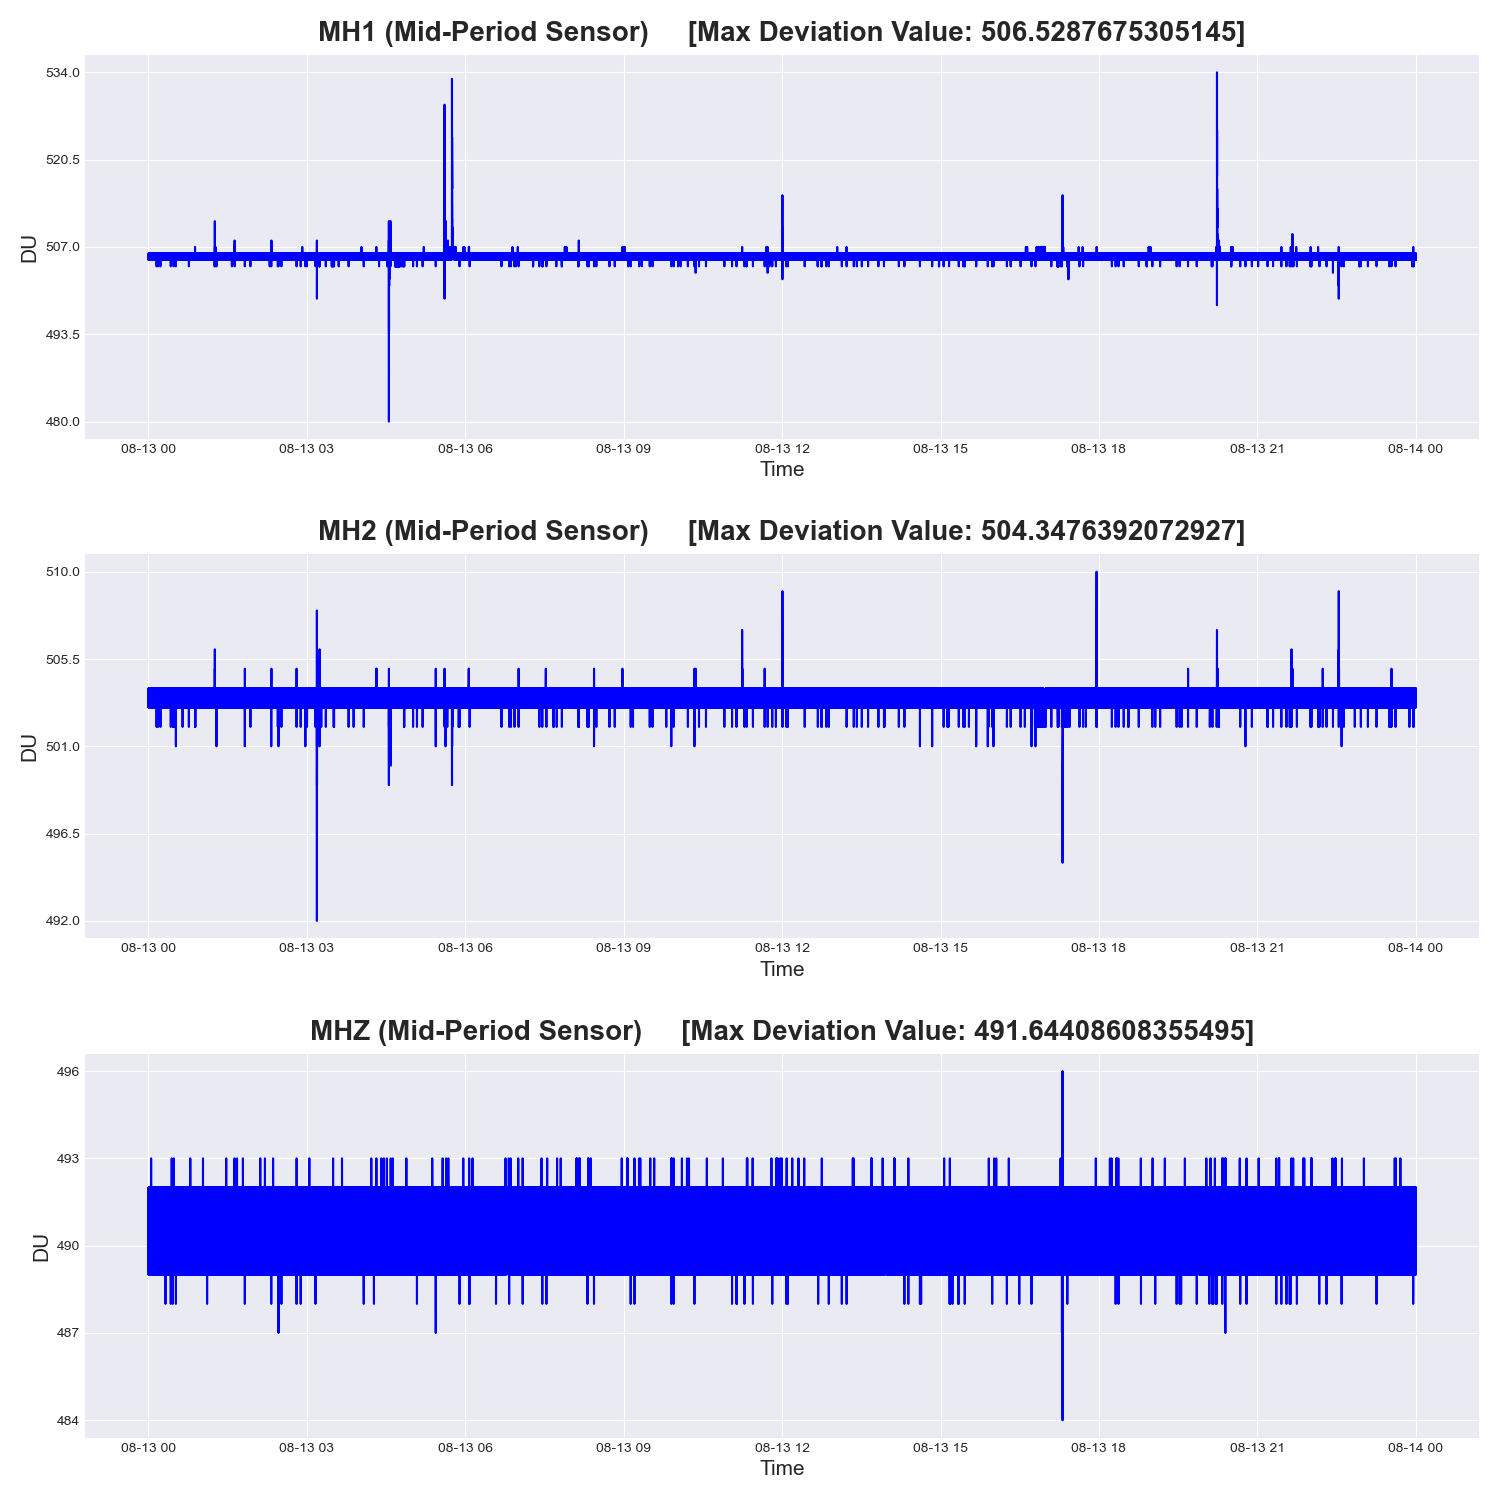 MH1 (Mid-Period Sensor) [Max Deviation Value: 506.5287675305145]
534.0
520.5
507.0
493.5
480.0
DU
08-13 00 08-13 03 08-13 06 08-13 09 08-13 12 08-13 15 08-13 18 08-13 21 08-14 00
Time
MH2 (Mid-Period Sensor) [Max Deviation Value: 504.3476392072927]
510.0
505.5
501.0
496.5
492.0
DU
08-13 00 08-13 03 08-13 06 08-13 09 08-13 12 08-13 15 08-13 18 08-13 21 08-14 00
Time
MHZ (Mid-Period Sensor) [Max Deviation Value: 491.64408608355495]
496
493
490
487
484
DU
08-13 00 08-13 03 08-13 06 08-13 09 08-13 12 08-13 15 08-13 18 08-13 21 08-14 00
Time